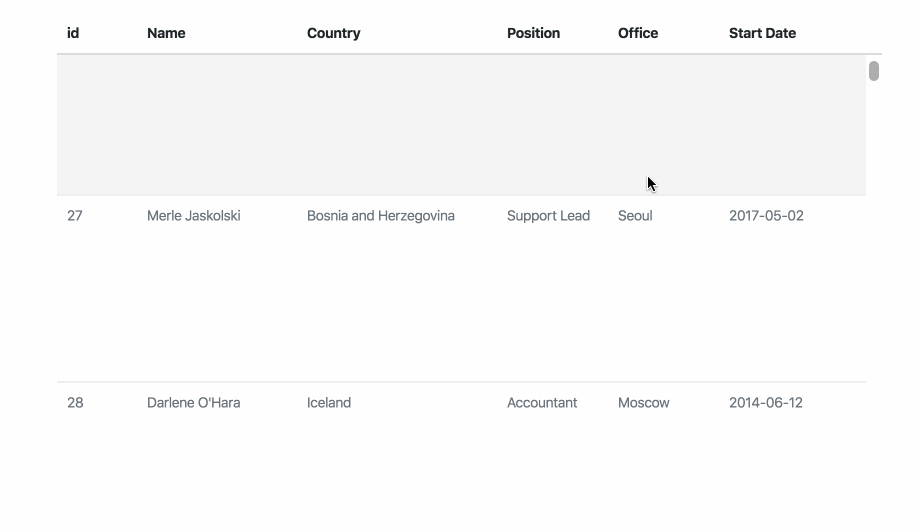 id Name Country Position Office Start Date
27 Merle Jaskolski Bosnia and Herzegovina Support Lead Seoul 2017-05-02
28 Darlene O'Hara Iceland Accountant Moscow 2014-06-12